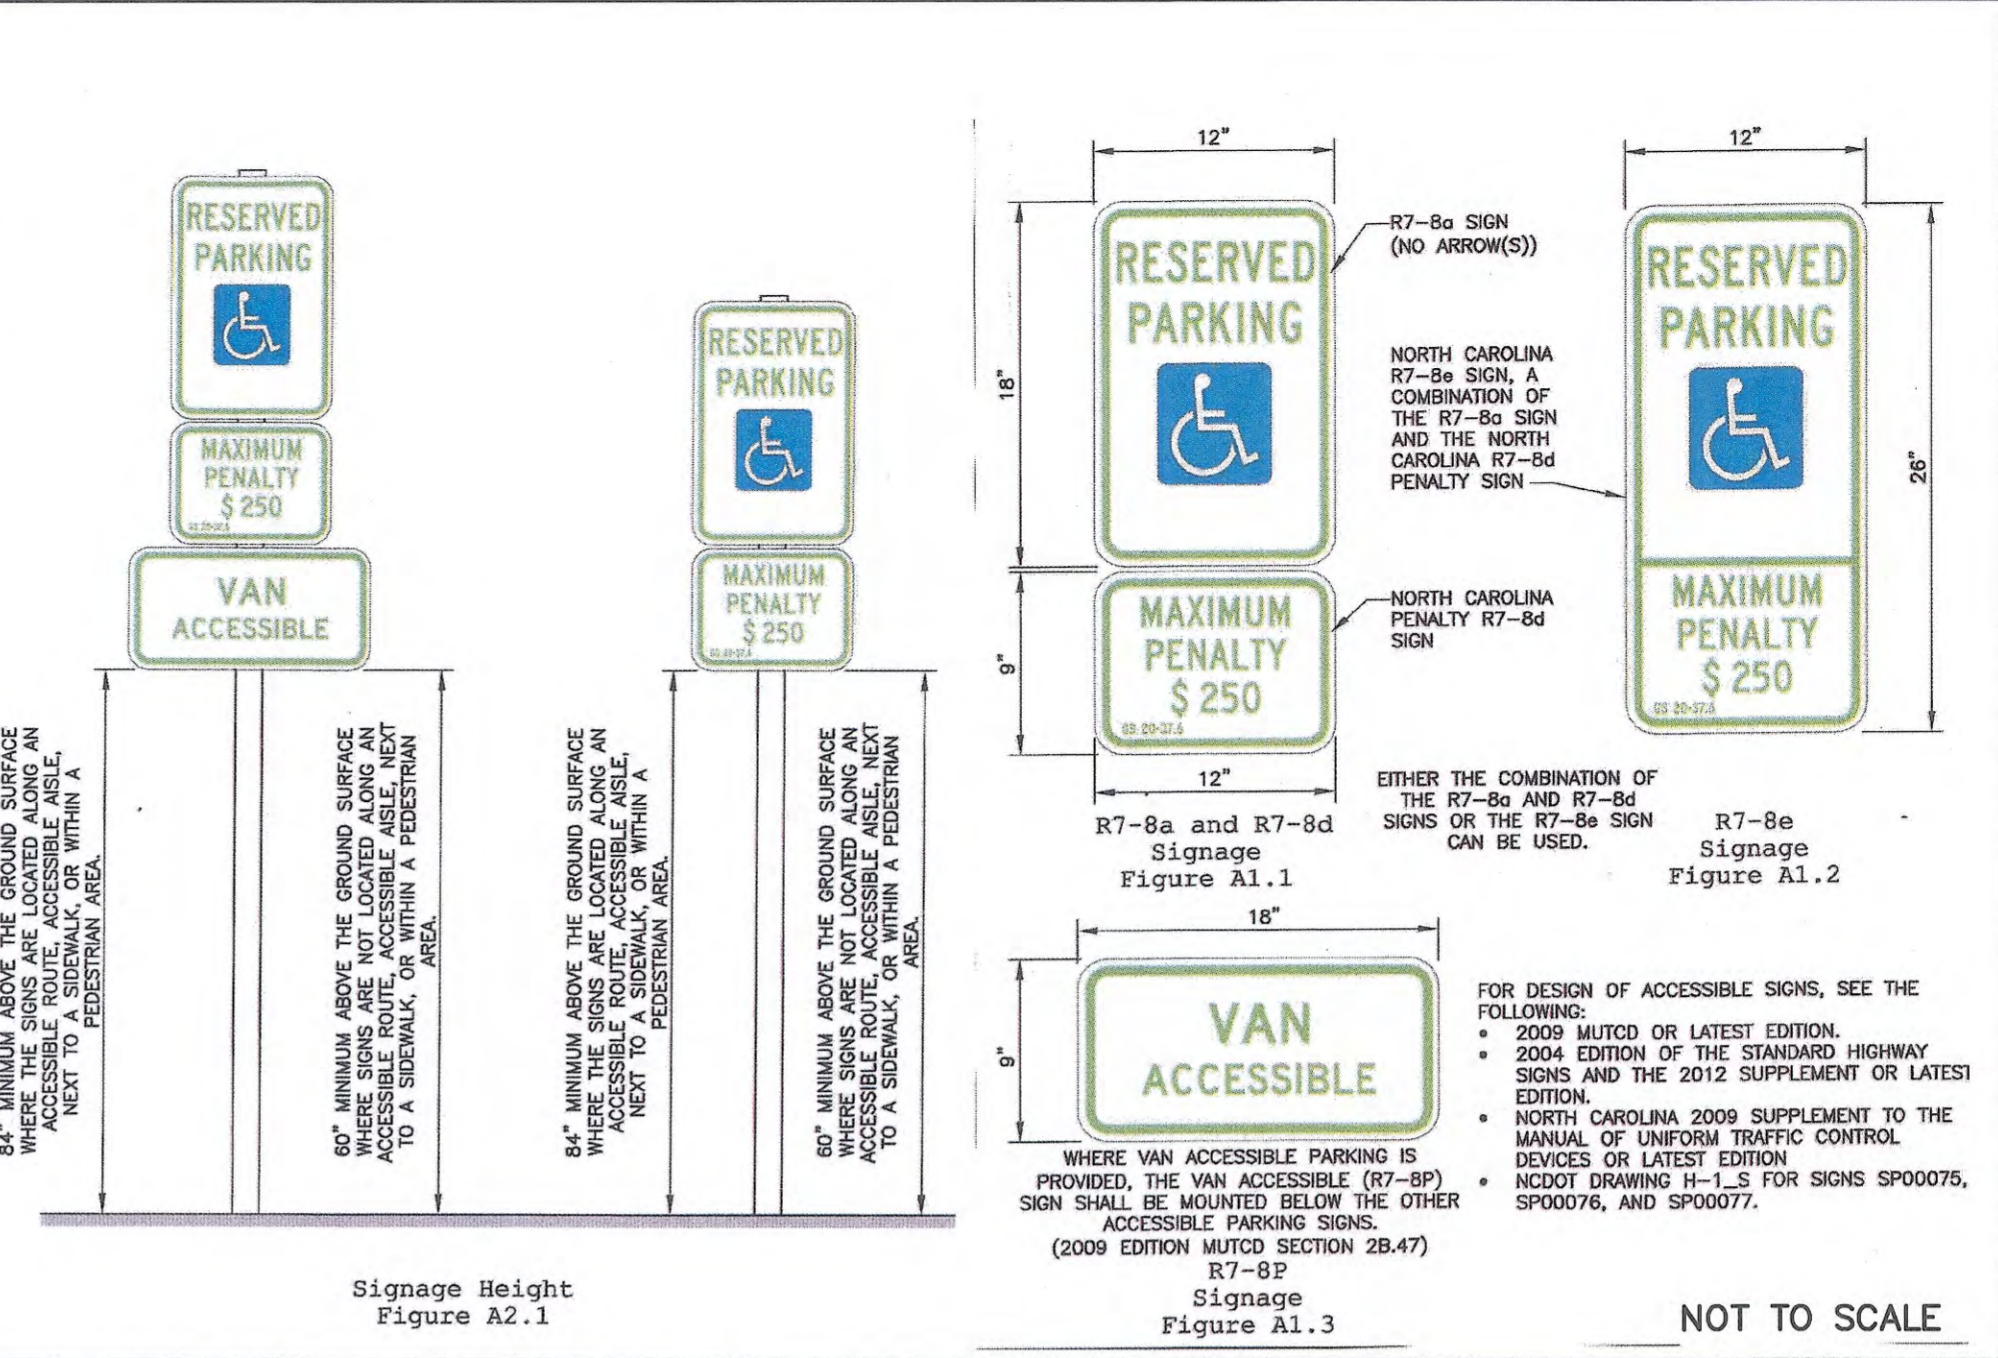 RESERVED
PARKING
MAXIMUM
PENALTY
$ 250
GS 20-37.6
VAN
ACCESSIBLE
84" MINIMUM ABOVE THE GROUND SURFACE
WHERE THE SIGNS ARE LOCATED ALONG AN
ACCESSIBLE ROUTE, ACCESSIBLE AISLE,
NEXT TO A SIDEWALK, OR WITHIN A
PEDESTRIAN AREA.
60" MINIMUM ABOVE THE GROUND SURFACE
WHERE SIGNS ARE NOT LOCATED ALONG AN
ACCESSIBLE ROUTE, ACCESSIBLE AISLE, NEXT
TO A SIDEWALK, OR WITHIN A PEDESTRIAN
AREA.
RESERVED
PARKING
MAXIMUM
PENALTY
$ 250
GS 20-37.6
84" MINIMUM ABOVE THE GROUND SURFACE
WHERE THE SIGNS ARE LOCATED ALONG AN
ACCESSIBLE ROUTE, ACCESSIBLE AISLE,
NEXT TO A SIDEWALK, OR WITHIN A
PEDESTRIAN AREA.
60" MINIMUM ABOVE THE GROUND SURFACE
WHERE SIGNS ARE NOT LOCATED ALONG AN
ACCESSIBLE ROUTE, ACCESSIBLE AISLE, NEXT
TO A SIDEWALK, OR WITHIN A PEDESTRIAN
AREA.
Signage Height
Figure A2.1
12"
18"
RESERVED
PARKING
R7-8a SIGN
(NO ARROW(S))
9"
MAXIMUM
PENALTY
$ 250
GS 20-37.6
NORTH CAROLINA
PENALTY R7-8d
SIGN
12"
R7-8a and R7-8d
Signage
Figure A1.1
NORTH CAROLINA
R7-8e SIGN, A
COMBINATION OF
THE R7-8a SIGN
AND THE NORTH
CAROLINA R7-8d
PENALTY SIGN
12"
26"
RESERVED
PARKING
MAXIMUM
PENALTY
$ 250
GS 20-37.6
EITHER THE COMBINATION OF
THE R7-8a AND R7-8d
SIGNS OR THE R7-8e SIGN
CAN BE USED.
R7-8e
Signage
Figure A1.2
18"
9"
VAN
ACCESSIBLE
WHERE VAN ACCESSIBLE PARKING IS
PROVIDED, THE VAN ACCESSIBLE (R7-8P)
SIGN SHALL BE MOUNTED BELOW THE OTHER
ACCESSIBLE PARKING SIGNS.
(2009 EDITION MUTCD SECTION 2B.47)
R7-8P
Signage
Figure A1.3
FOR DESIGN OF ACCESSIBLE SIGNS, SEE THE
FOLLOWING:
• 2009 MUTCD OR LATEST EDITION.
• 2004 EDITION OF THE STANDARD HIGHWAY
SIGNS AND THE 2012 SUPPLEMENT OR LATEST
EDITION.
• NORTH CAROLINA 2009 SUPPLEMENT TO THE
MANUAL OF UNIFORM TRAFFIC CONTROL
DEVICES OR LATEST EDITION
• NCDOT DRAWING H-1_S FOR SIGNS SP00075,
SP00076, AND SP00077.
NOT TO SCALE